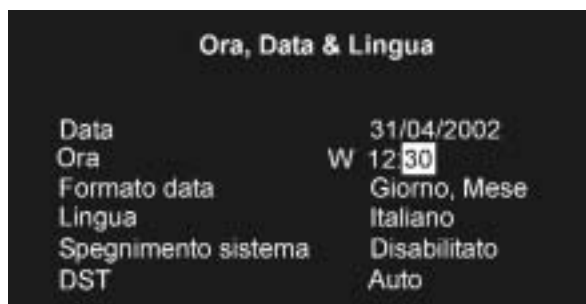 Ora, Data & Lingua
Data 31/04/2002
Ora W 12:30
Formato data Giorno, Mese
Lingua Italiano
Spegnimento sistema Disabilitato
DST Auto